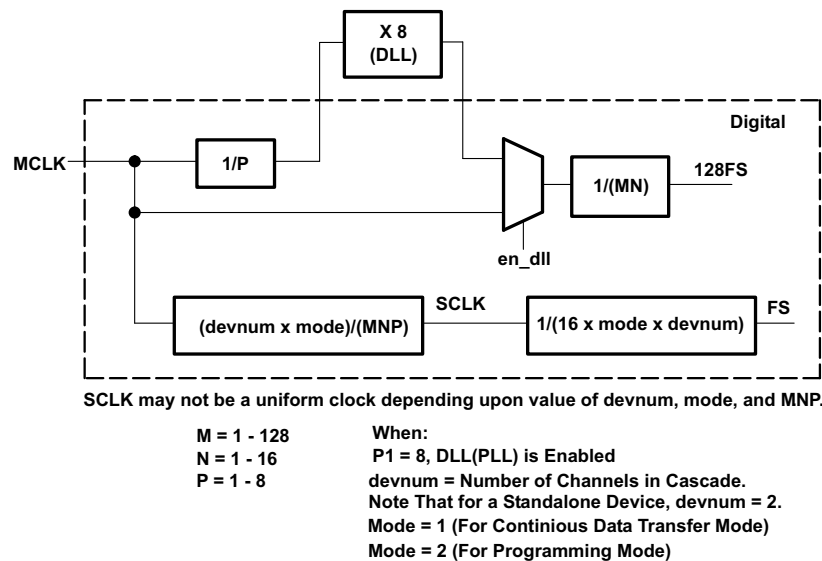 X 8
(DLL)
Digital
MCLK
1/P
1/(MN)
128FS
en_dll
(devnum x mode)/(MNP)
SCLK
1/(16 x mode x devnum)
FS
SCLK may not be a uniform clock depending upon value of devnum, mode, and MNP.
M = 1 - 128
N = 1 - 16
P = 1 - 8
When:
P1 = 8, DLL(PLL) is Enabled
devnum = Number of Channels in Cascade.
Note That for a Standalone Device, devnum = 2.
Mode = 1 (For Continious Data Transfer Mode)
Mode = 2 (For Programming Mode)